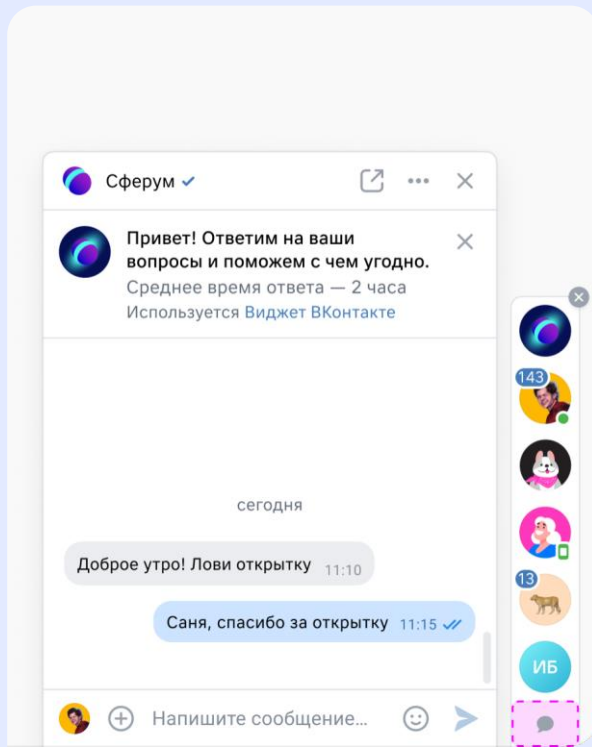 Сферум
Привет! Ответим на ваши
вопросы и поможем с чем угодно.
Среднее время ответа — 2 часа
Используется Виджет ВКонтакте
143
сегодня
Доброе утро! Лови открытку 11:10
13
Саня, спасибо за открытку 11:15
ИБ
Напишите сообщение...